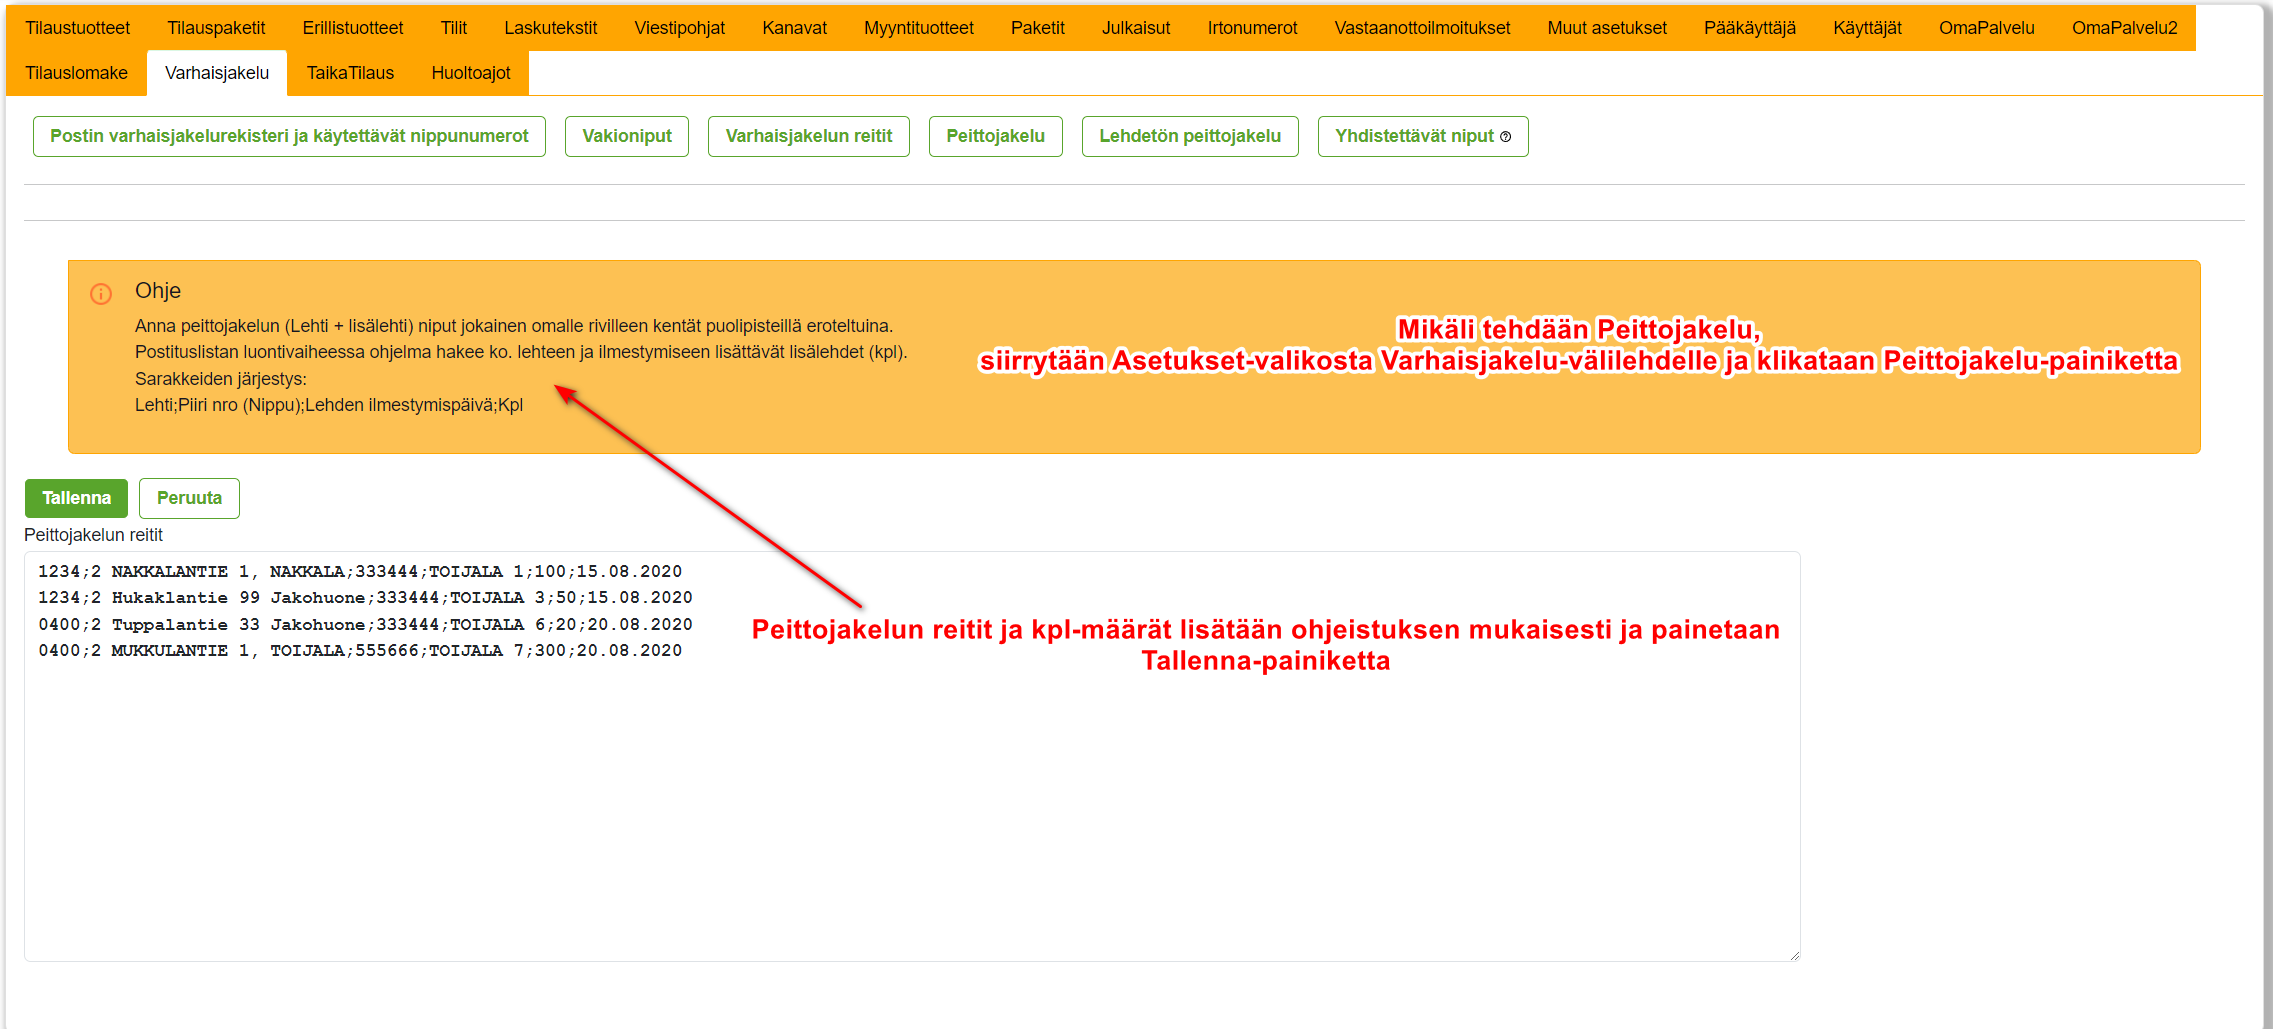 Tilaustuotteet Tilauspaketit Erillistuotteet Tilit Laskutekstit Viestipohjat Kanavat Myyntituotteet Paketit Julkaisut Irtonumerot Vastaanottoilmoitukset Muut asetukset Pääkäyttäjä Käyttäjät OmaPalvelu OmaPalvelu2
Tilauslomake Varhaisjakelu TaikaTilaus Huoltoajot
Postin varhaisjakelurekisteri ja käytettävät nippunumerot Vakioniput Varhaisjakelun reitit Peittojakelu Lehdetön peittojakelu Yhdistettävät niput
Ohje
Anna peittojakelun (Lehti + lisälehti) niput jokainen omalle rivilleen kentät puolipisteillä eroteltuina.
Postituslistan luontivaiheessa ohjelma hakee ko. lehteen ja ilmestymiseen lisättävät lisälehdet (kpl).
Sarakkeiden järjestys:
Lehti;Piiri nro (Nippu);Lehden ilmestymispäivä;Kpl
Mikäli tehdään Peittojakelu,
siirrytään Asetukset-valikosta Varhaisjakelu-välilehdelle ja klikataan Peittojakelu-painiketta
Tallenna Peruuta
Peittojakelun reitit
1234;2 NAKKALANTIE 1, NAKKALA;333444;TOIJALA 1;100;15.08.2020
1234;2 Hukaklantie 99 Jakohuone;333444;TOIJALA 3;50;15.08.2020
0400;2 Tuppalantie 33 Jakohuone;333444;TOIJALA 6;20;20.08.2020
0400;2 MUKKULANTIE 1, TOIJALA;555666;TOIJALA 7;300;20.08.2020
Peittojakelun reitit ja kpl-määrät lisätään ohjeistuksen mukaisesti ja painetaan
Tallenna-painiketta